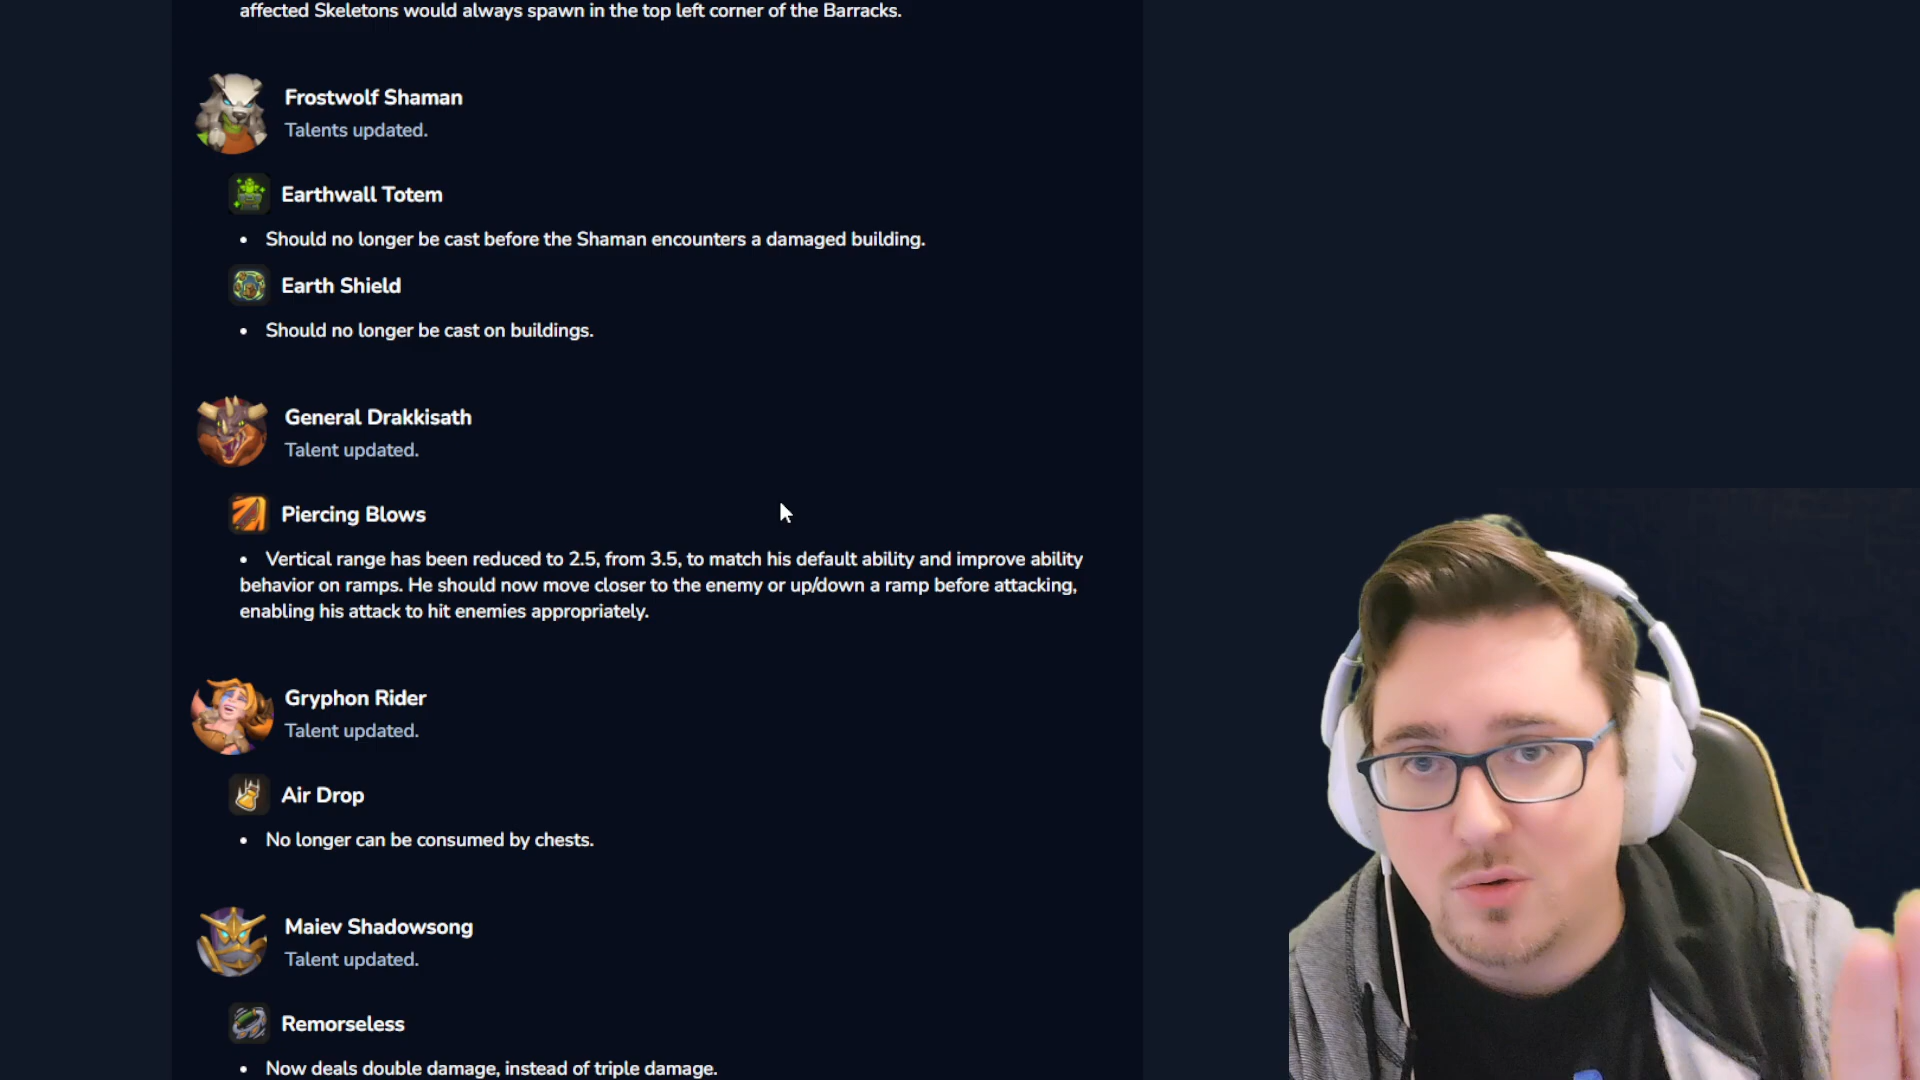 affected Skeletons would always spawn in the top left corner of the Barracks.
Frostwolf Shaman
Talents updated.
Earthwall Totem
• Should no longer be cast before the Shaman encounters a damaged building.
Earth Shield
• Should no longer be cast on buildings.
General Drakkisath
Talent updated.
Piercing Blows
• Vertical range has been reduced to 2.5, from 3.5, to match his default ability and improve ability
behavior on ramps. He should now move closer to the enemy or up/down a ramp before attacking,
enabling his attack to hit enemies appropriately.
Gryphon Rider
Talent updated.
Air Drop
• No longer can be consumed by chests.
Maiev Shadowsong
Talent updated.
Remorseless
• Now deals double damage, instead of triple damage.